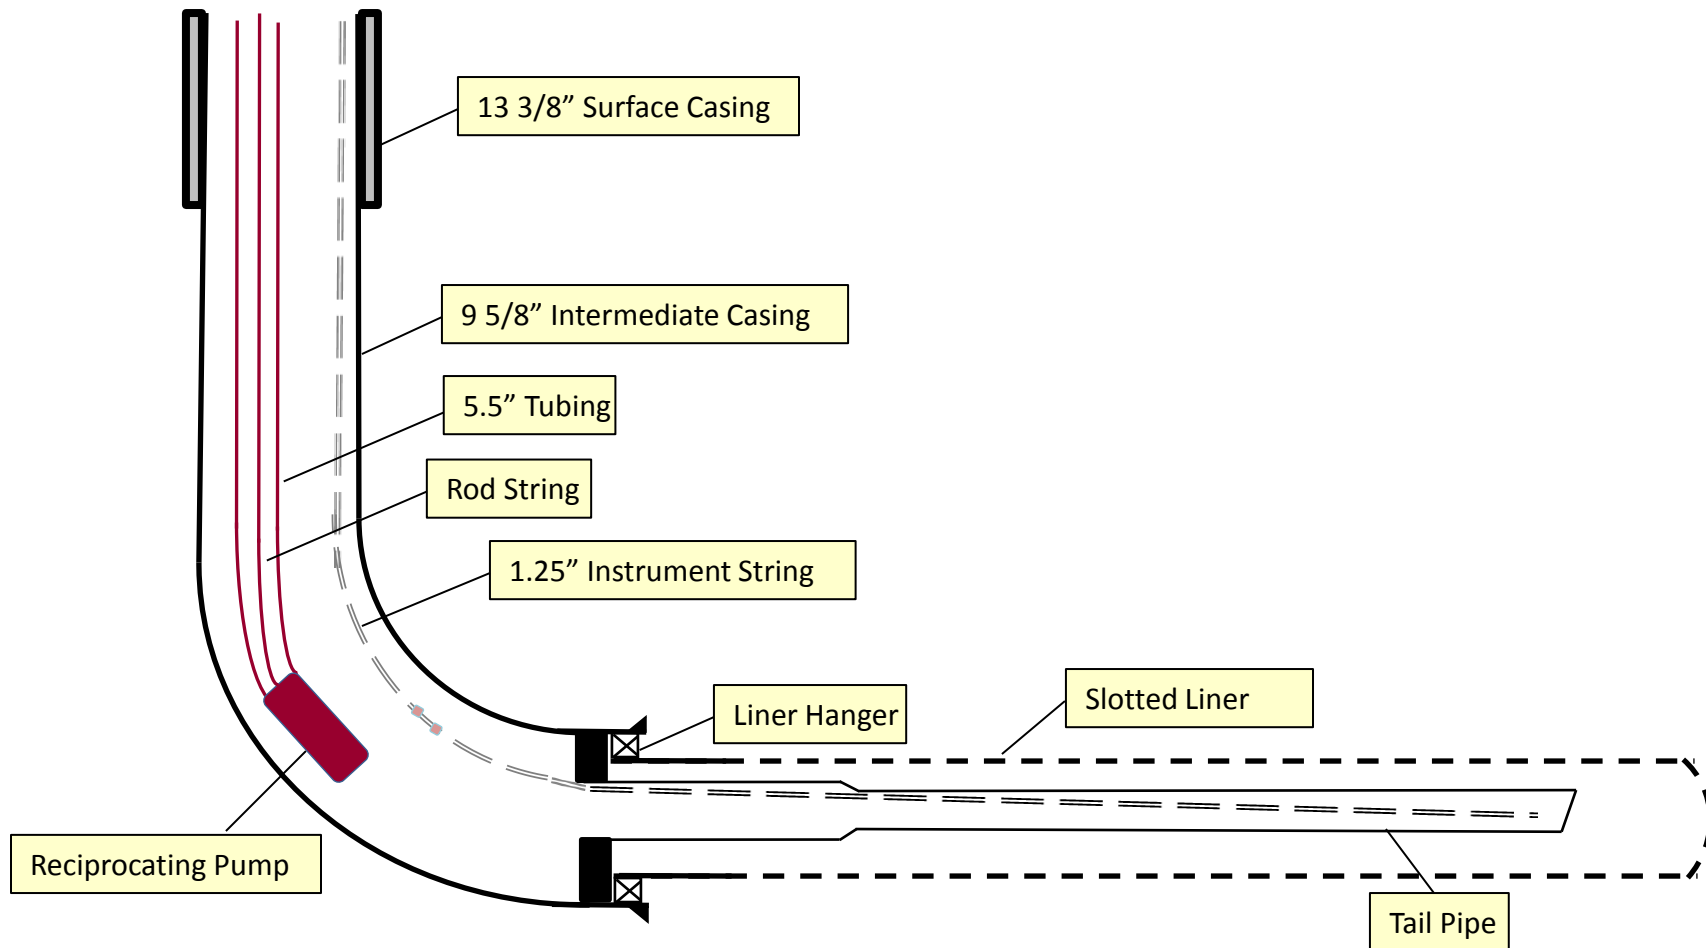 13 3/8” Surface Casing
9 5/8” Intermediate Casing
5.5” Tubing
Rod String
1.25” Instrument String
Liner Hanger
Slotted Liner
Reciprocating Pump
Tail Pipe